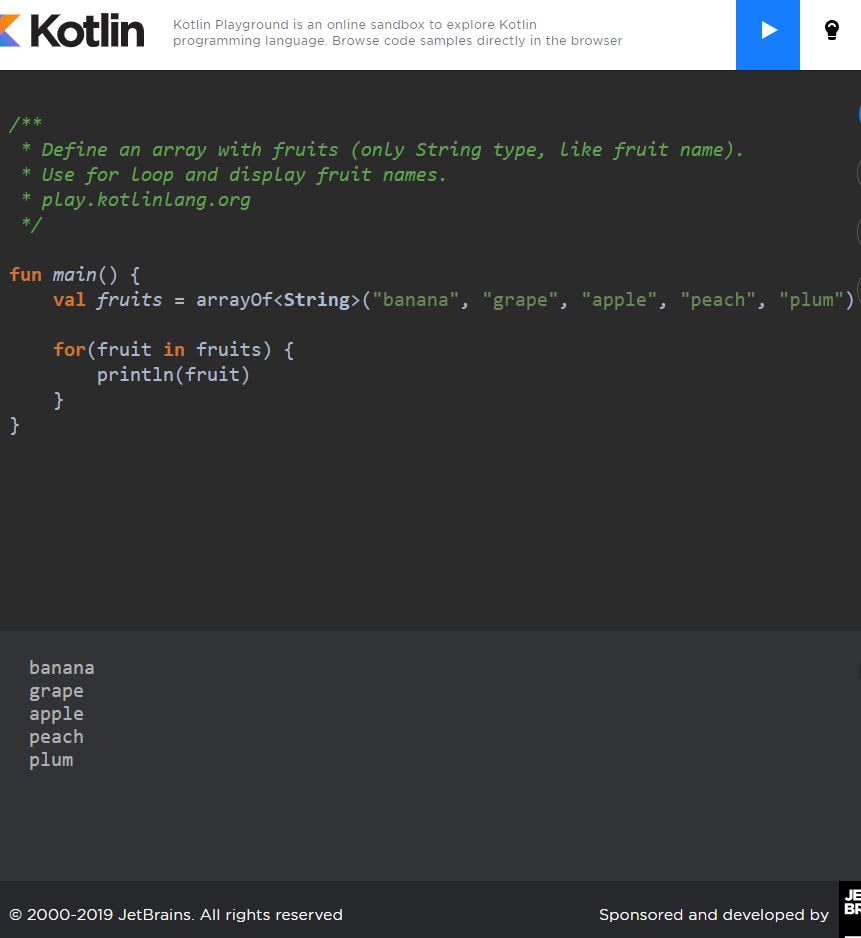 Kotlin
Kotlin Playground is an online sandbox to explore Kotlin
programming language. Browse code samples directly in the browser
/**
 * Define an array with fruits (only String type, like fruit name).
 * Use for loop and display fruit names.
 * play.kotlinlang.org
 */
fun main() {
    val fruits = arrayOf<String>("banana", "grape", "apple", "peach", "plum")
    for(fruit in fruits) {
        println(fruit)
    }
}
banana
grape
apple
peach
plum
© 2000-2019 JetBrains. All rights reserved
Sponsored and developed by